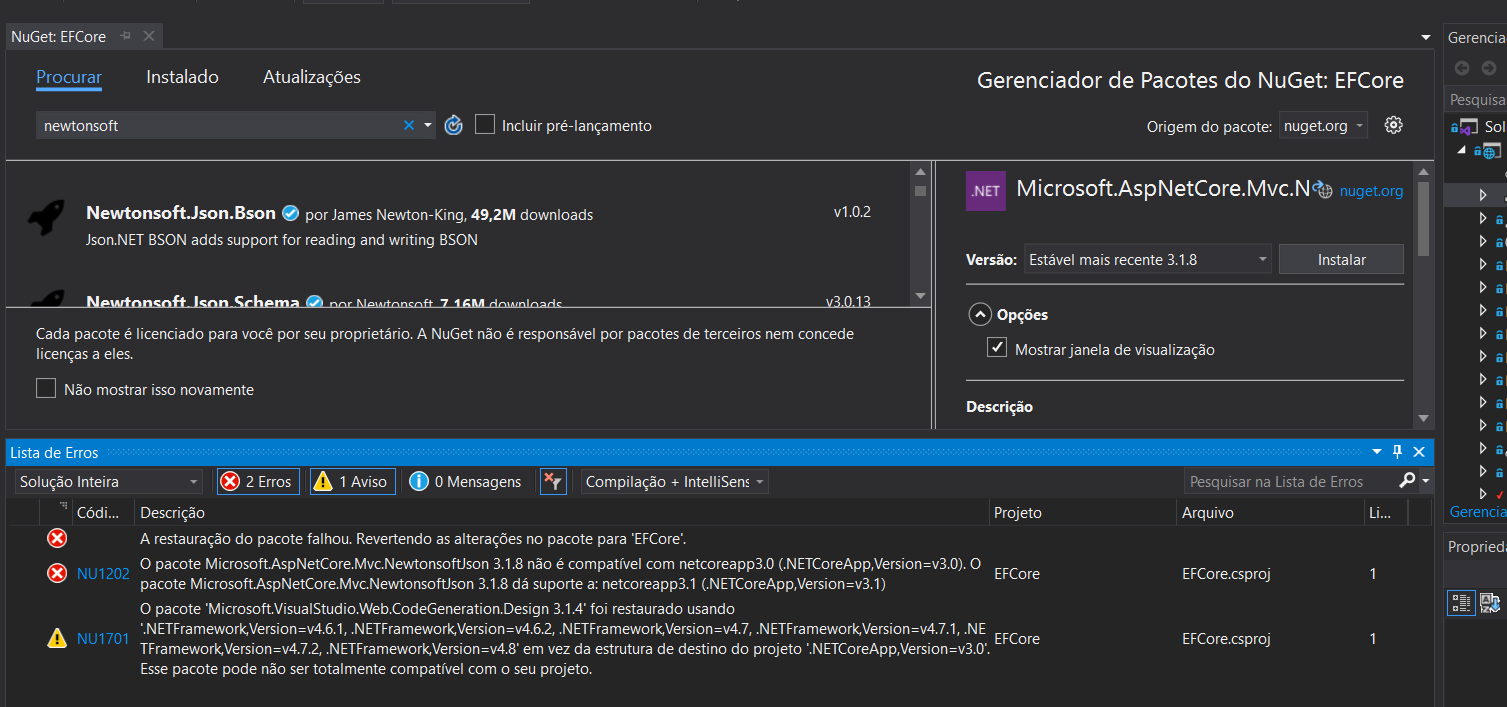 NuGet: EFCore
Gerencia
Procurar Instalado Atualizações
Gerenciador de Pacotes do NuGet: EFCore
newtonsoft
Incluir pré-lançamento
Origem do pacote: nuget.org
Pesquisa
Sol
Newtonsoft.Json.Bson por James Newton-King, 49,2M downloads v1.0.2
Json.NET BSON adds support for reading and writing BSON
Newtonsoft.Json.Schema por Newtonsoft, 7,16M downloads v3.0.13
Cada pacote é licenciado para você por seu proprietário. A NuGet não é responsável por pacotes de terceiros nem concede
licenças a eles.
Não mostrar isso novamente
.NET Microsoft.AspNetCore.Mvc.N nuget.org
Versão: Estável mais recente 3.1.8 Instalar
Opções
Mostrar janela de visualização
Descrição
Lista de Erros
Solução Inteira 2 Erros 1 Aviso 0 Mensagens Compilação + IntelliSens Pesquisar na Lista de Erros
Códi... Descrição Projeto Arquivo Li...
A restauração do pacote falhou. Revertendo as alterações no pacote para 'EFCore'.
NU1202 O pacote Microsoft.AspNetCore.Mvc.NewtonsoftJson 3.1.8 não é compatível com netcoreapp3.0 (.NETCoreApp,Version=v3.0). O
pacote Microsoft.AspNetCore.Mvc.NewtonsoftJson 3.1.8 dá suporte a: netcoreapp3.1 (.NETCoreApp,Version=v3.1)
EFCore EFCore.csproj 1
NU1701 O pacote 'Microsoft.VisualStudio.Web.CodeGeneration.Design 3.1.4' foi restaurado usando
'.NETFramework,Version=v4.6.1, .NETFramework,Version=v4.6.2, .NETFramework,Version=v4.7, .NETFramework,Version=v4.7.1, .NE
TFramework,Version=v4.7.2, .NETFramework,Version=v4.8' em vez da estrutura de destino do projeto '.NETCoreApp,Version=v3.0'.
Esse pacote pode não ser totalmente compatível com o seu projeto.
EFCore EFCore.csproj 1
Gerencia
Propried